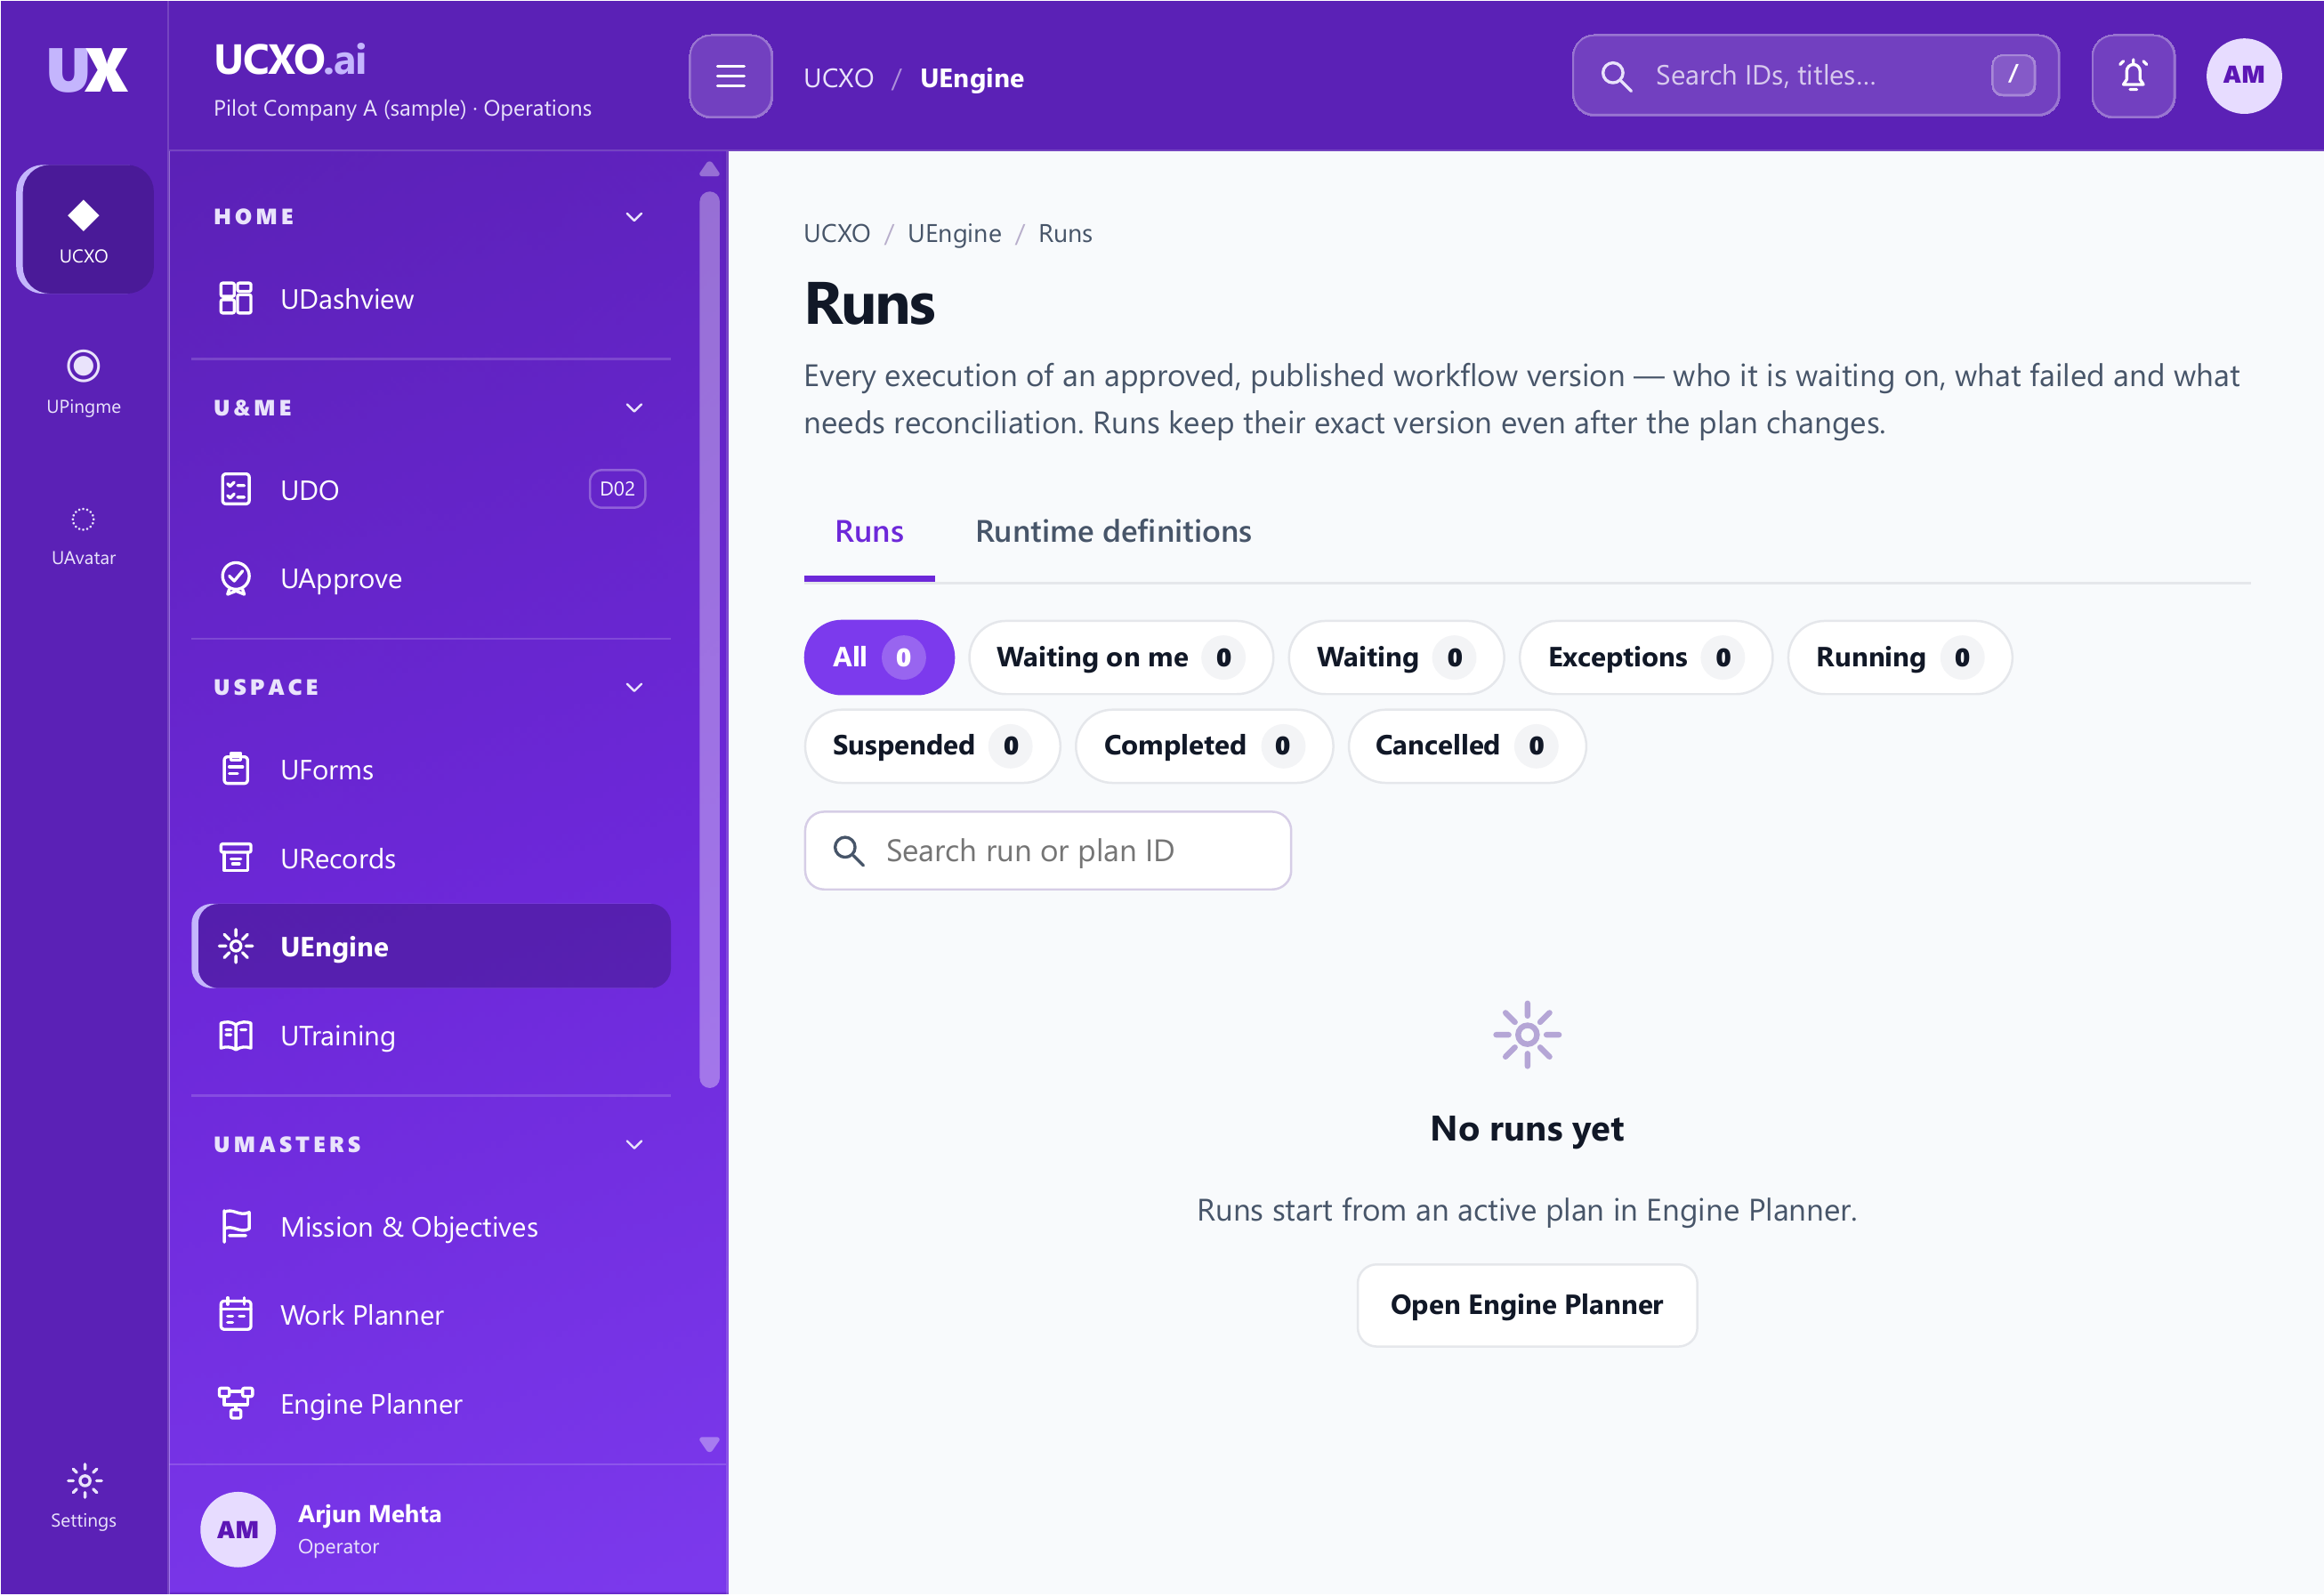 UX
UCXO.ai
Pilot Company A (sample) · Operations
UCXO / UEngine
Search IDs, titles...
/
AM
UCXO
UPingme
UAvatar
Settings
HOME
UDashview
U&ME
UDO
D02
UApprove
USPACE
UForms
URecords
UEngine
UTraining
UMASTERS
Mission & Objectives
Work Planner
Engine Planner
AM
Arjun Mehta
Operator
UCXO / UEngine / Runs
Runs
Every execution of an approved, published workflow version — who it is waiting on, what failed and what
needs reconciliation. Runs keep their exact version even after the plan changes.
Runs
Runtime definitions
All 0
Waiting on me 0
Waiting 0
Exceptions 0
Running 0
Suspended 0
Completed 0
Cancelled 0
Search run or plan ID
No runs yet
Runs start from an active plan in Engine Planner.
Open Engine Planner